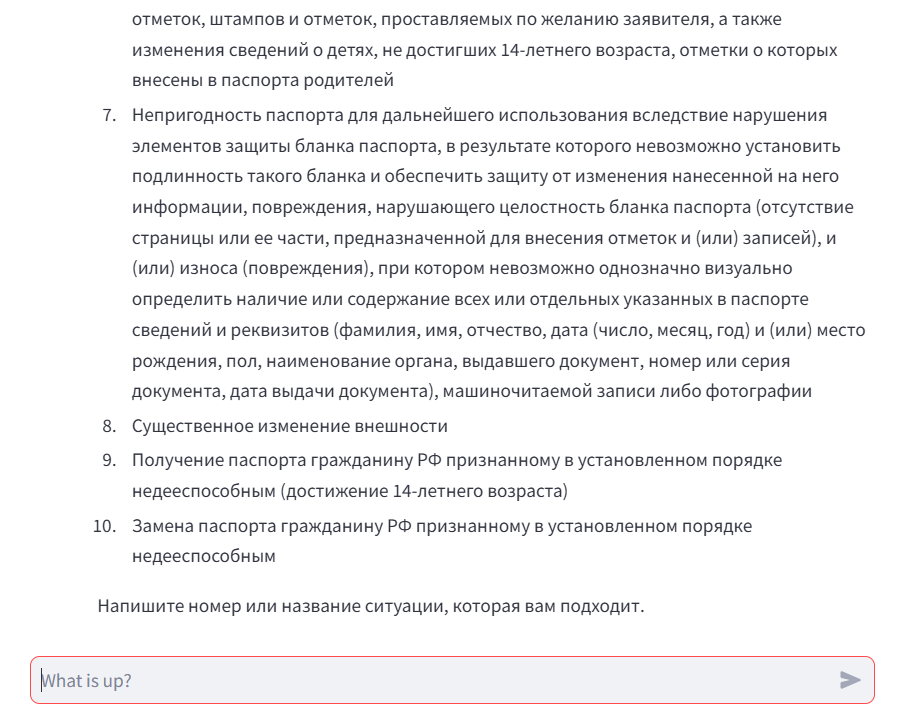 отметок, штампов и отметок, проставляемых по желанию заявителя, а также
изменения сведений о детях, не достигших 14-летнего возраста, отметки о которых
внесены в паспорта родителей
7. Непригодность паспорта для дальнейшего использования вследствие нарушения
элементов защиты бланка паспорта, в результате которого невозможно установить
подлинность такого бланка и обеспечить защиту от изменения нанесенной на него
информации, повреждения, нарушающего целостность бланка паспорта (отсутствие
страницы или ее части, предназначенной для внесения отметок и (или) записей), и
(или) износа (повреждения), при котором невозможно однозначно визуально
определить наличие или содержание всех или отдельных указанных в паспорте
сведений и реквизитов (фамилия, имя, отчество, дата (число, месяц, год) и (или) место
рождения, пол, наименование органа, выдавшего документ, номер или серия
документа, дата выдачи документа), машиночитаемой записи либо фотографии
8. Существенное изменение внешности
9. Получение паспорта гражданину РФ признанному в установленном порядке
недееспособным (достижение 14-летнего возраста)
10. Замена паспорта гражданину РФ признанному в установленном порядке
недееспособным
Напишите номер или название ситуации, которая вам подходит.
What is up?